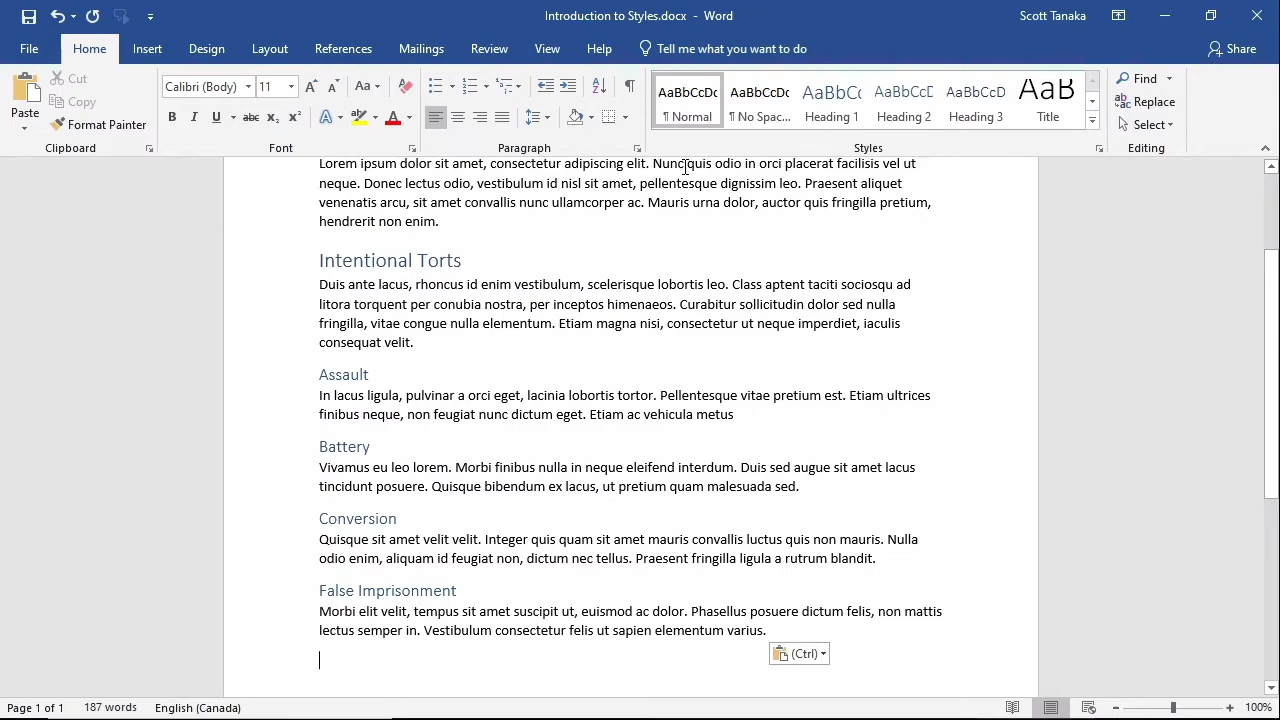 Introduction to Styles.docx - Word
Scott Tanaka
File Home Insert Design Layout References Mailings Review View Help Tell me what you want to do Share
Paste
Cut
Copy
Format Painter
Clipboard
Calibri (Body) 11
Font
Paragraph
AaBbCcDc AaBbCcDc AaBbCc AaBbCcD AaBbCcD AaB
¶ Normal ¶ No Spac... Heading 1 Heading 2 Heading 3 Title
Styles
Find
Replace
Select
Editing
Lorem ipsum dolor sit amet, consectetur adipiscing elit. Nunc quis odio in orci placerat facilisis vel ut
neque. Donec lectus odio, vestibulum id nisl sit amet, pellentesque dignissim leo. Praesent aliquet
venenatis arcu, sit amet convallis nunc ullamcorper ac. Mauris urna dolor, auctor quis fringilla pretium,
hendrerit non enim.
Intentional Torts
Duis ante lacus, rhoncus id enim vestibulum, scelerisque lobortis leo. Class aptent taciti sociosqu ad
litora torquent per conubia nostra, per inceptos himenaeos. Curabitur sollicitudin dolor sed nulla
fringilla, vitae congue nulla elementum. Etiam magna nisi, consectetur ut neque imperdiet, iaculis
consequat velit.
Assault
In lacus ligula, pulvinar a orci eget, lacinia lobortis tortor. Pellentesque vitae pretium est. Etiam ultrices
finibus neque, non feugiat nunc dictum eget. Etiam ac vehicula metus
Battery
Vivamus eu leo lorem. Morbi finibus nulla in neque eleifend interdum. Duis sed augue sit amet lacus
tincidunt posuere. Quisque bibendum ex lacus, ut pretium quam malesuada sed.
Conversion
Quisque sit amet velit velit. Integer quis quam sit amet mauris convallis luctus quis non mauris. Nulla
odio enim, aliquam id feugiat non, dictum nec tellus. Praesent fringilla ligula a rutrum blandit.
False Imprisonment
Morbi elit velit, tempus sit amet suscipit ut, euismod ac dolor. Phasellus posuere dictum felis, non mattis
lectus semper in. Vestibulum consectetur felis ut sapien elementum varius.
(Ctrl)
Page 1 of 1 187 words English (Canada) 100%